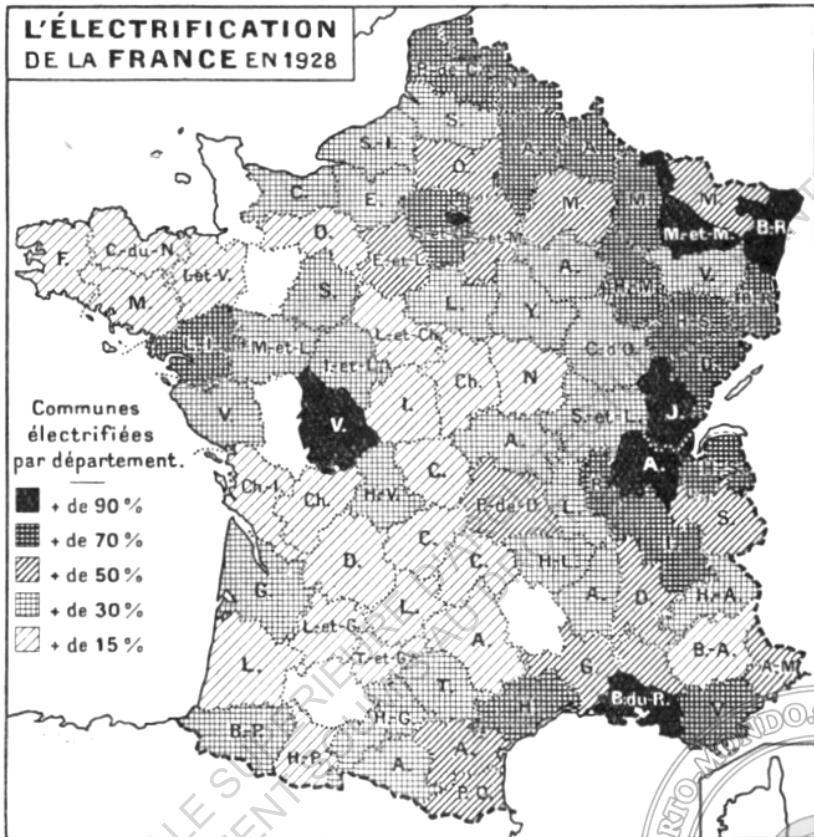 L'ÉLECTRIFICATION
DE LA FRANCE EN 1928
P.-de-C.
S.
S.-I.
A.
A.
O.
C.
E.
M.
M.
M.
M.-et-M.
B.-R.
O.
F.
C.-du-N
I.-et-V.
E.-et-L.
A.
V.
H.-M.
M.
S.
L.
Y.
H.-S.
L.-I.
M.-et-L.
L.-et-Ch.
C.-d'O.
D.
I.-et-L.
Ch.
N
V.
V.
I.
S.-et-L.
J.
Communes
électrifiées
par département.
A.
A.
C.
H.-V.
Ch.-I.
Ch.
P.-de-D.
L.
R.
S.
+ de 90 %
+ de 70 %
+ de 50 %
+ de 30 %
+ de 15 %
D.
C.
C.
H.-L.
I.
G.
A.
D.
H.-A.
L.-et-G.
L.
B.-A.
L.
T.-et-G.
A.
G.
A.-M.
T.
B.-P.
H.-G.
H.
B.du-R.
V.
H.-P.
A.
A.
P.-O.